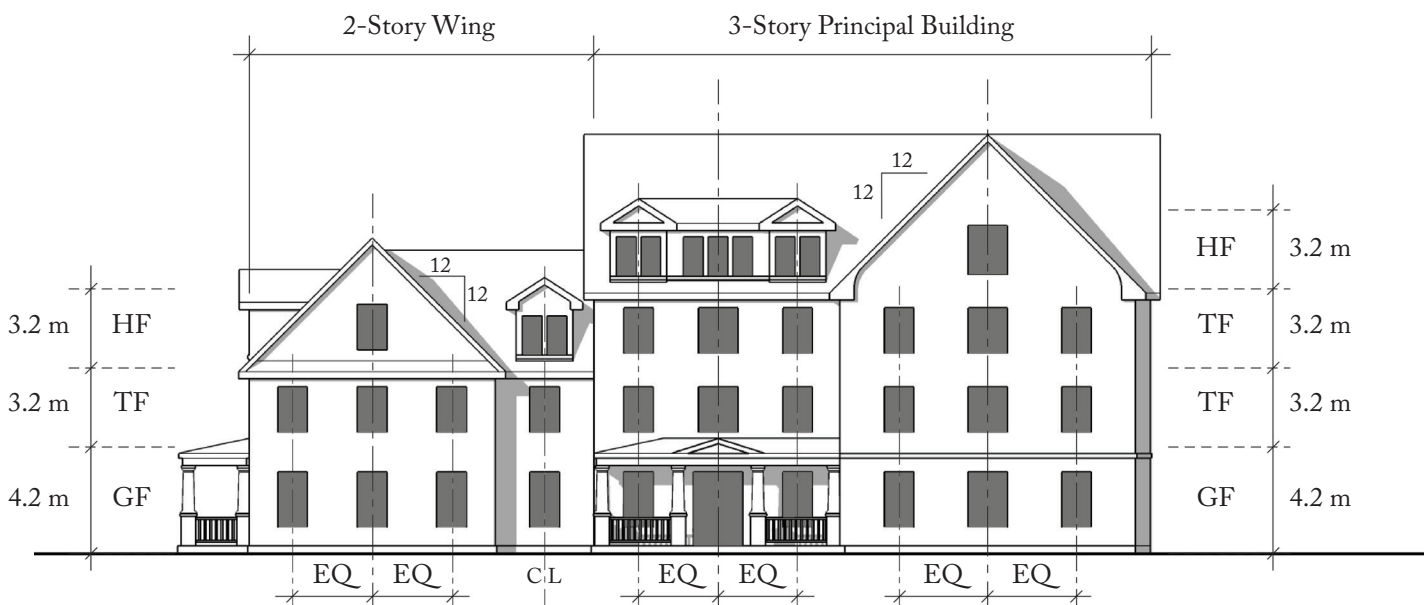 2-Story Wing
3-Story Principal Building
12
12
12
12
3.2 m HF
3.2 m TF
4.2 m GF
HF 3.2 m
TF 3.2 m
TF 3.2 m
GF 4.2 m
EQ EQ CL EQ EQ EQ EQ